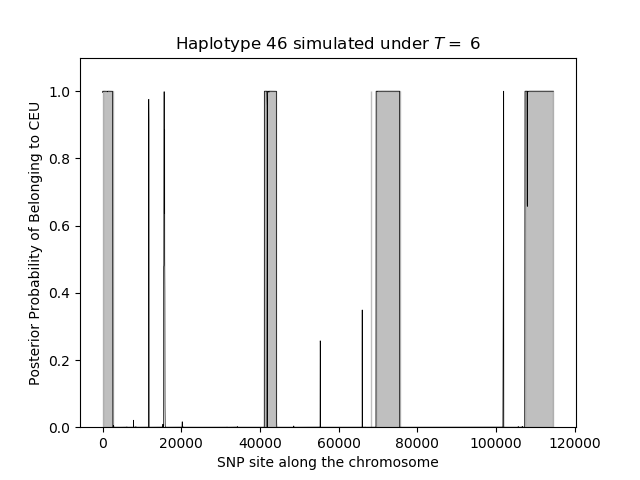 Haplotype 46 simulated under T = 6
Posterior Probability of Belonging to CEU
1.0
0.8
0.6
0.4
0.2
0.0
0 20000 40000 60000 80000 100000 120000
SNP site along the chromosome